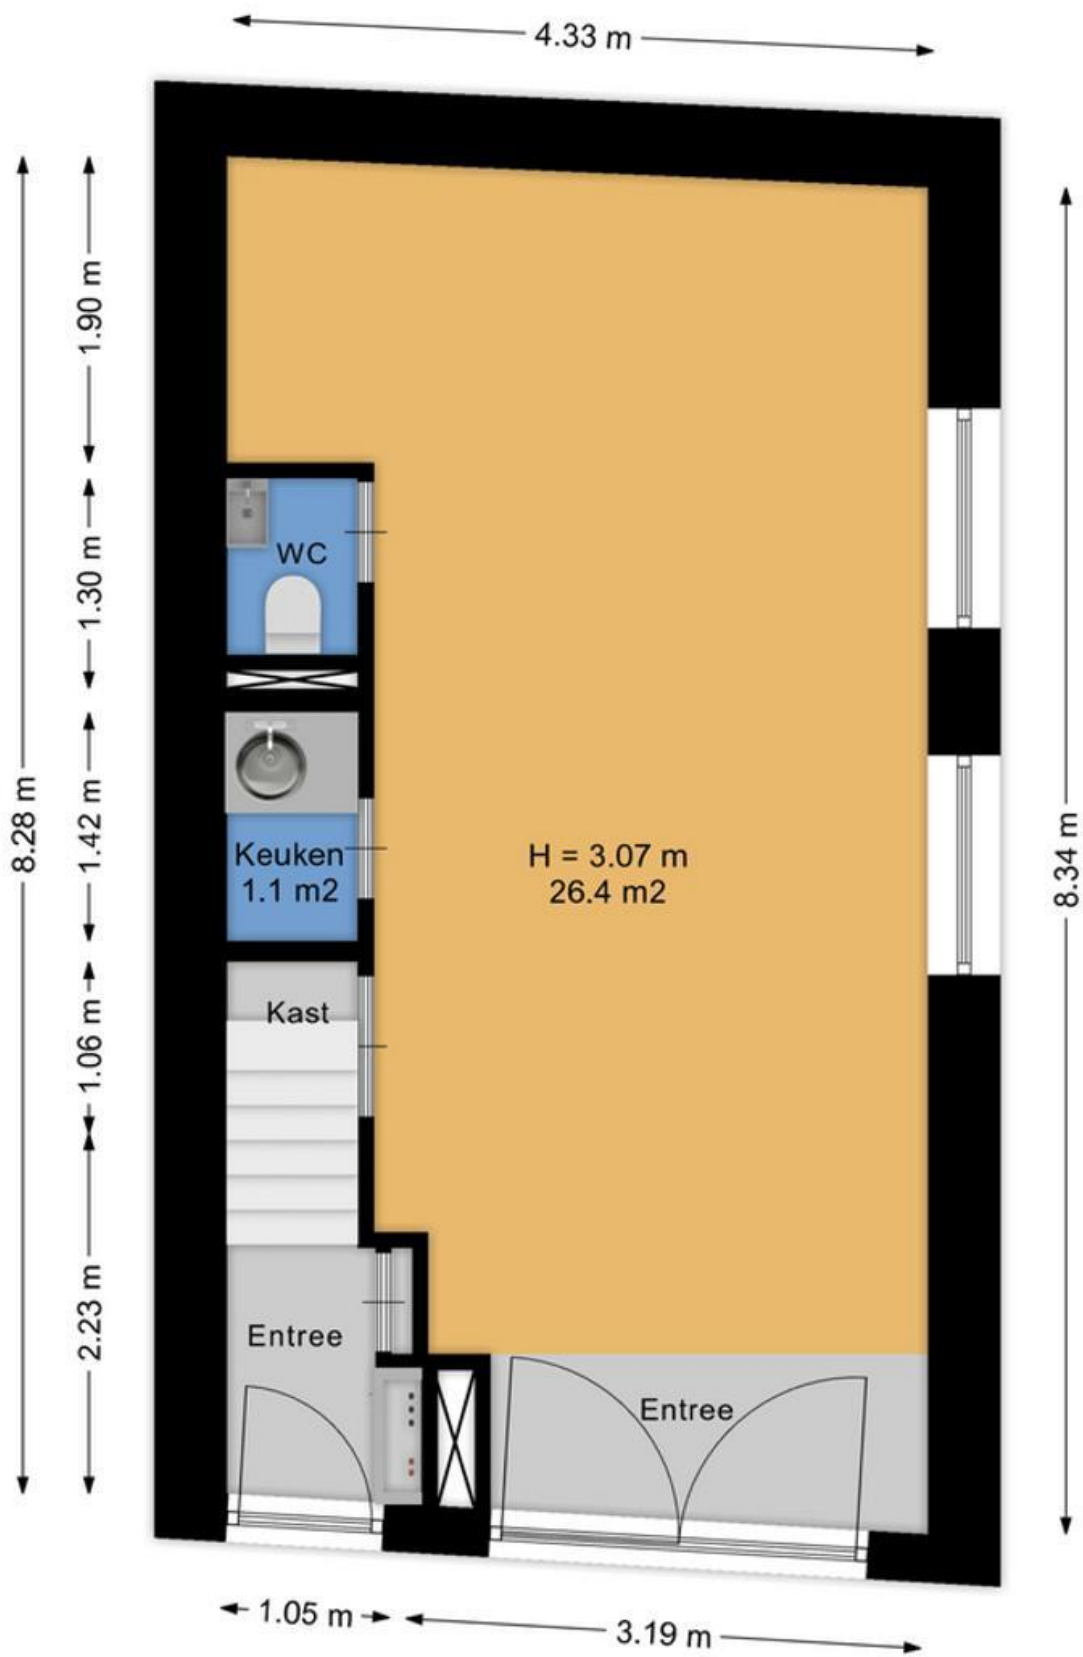 4.33 m
1.90 m
1.30 m
WC
8.28 m
1.42 m
Keuken
1.1 m2
H = 3.07 m
26.4 m2
8.34 m
1.06 m
Kast
2.23 m
Entree
Entree
1.05 m
3.19 m